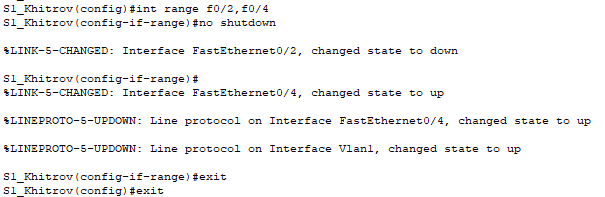 S1_Khitrov(config)#int range f0/2,f0/4
S1_Khitrov(config-if-range)#no shutdown
%LINK-5-CHANGED: Interface FastEthernet0/2, changed state to down
S1_Khitrov(config-if-range)#
%LINK-5-CHANGED: Interface FastEthernet0/4, changed state to up
%LINEPROTO-5-UPDOWN: Line protocol on Interface FastEthernet0/4, changed state to up
%LINEPROTO-5-UPDOWN: Line protocol on Interface Vlan1, changed state to up
S1_Khitrov(config-if-range)#exit
S1_Khitrov(config)#exit